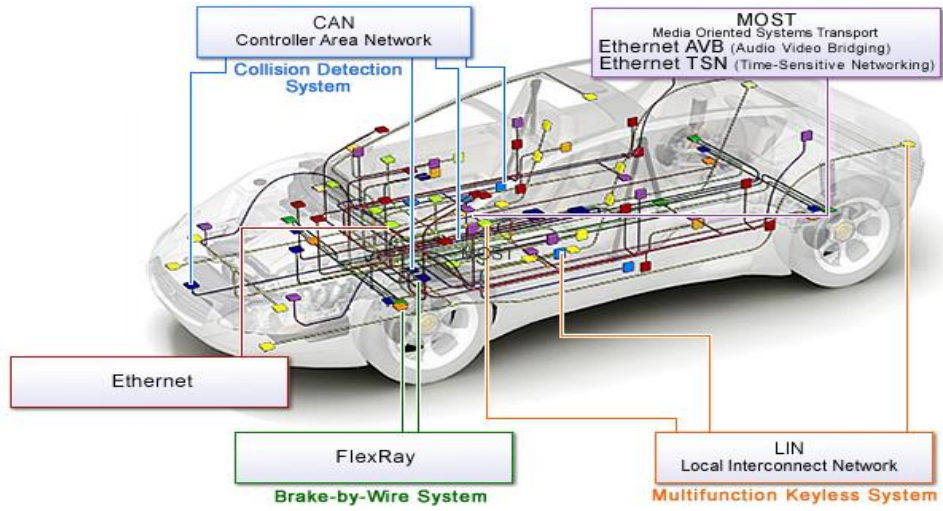 CAN
Controller Area Network
Collision Detection
System
MOST
Media Oriented Systems Transport
Ethernet AVB (Audio Video Bridging)
Ethernet TSN (Time-Sensitive Networking)
Ethernet
FlexRay
Brake-by-Wire System
LIN
Local Interconnect Network
Multifunction Keyless System